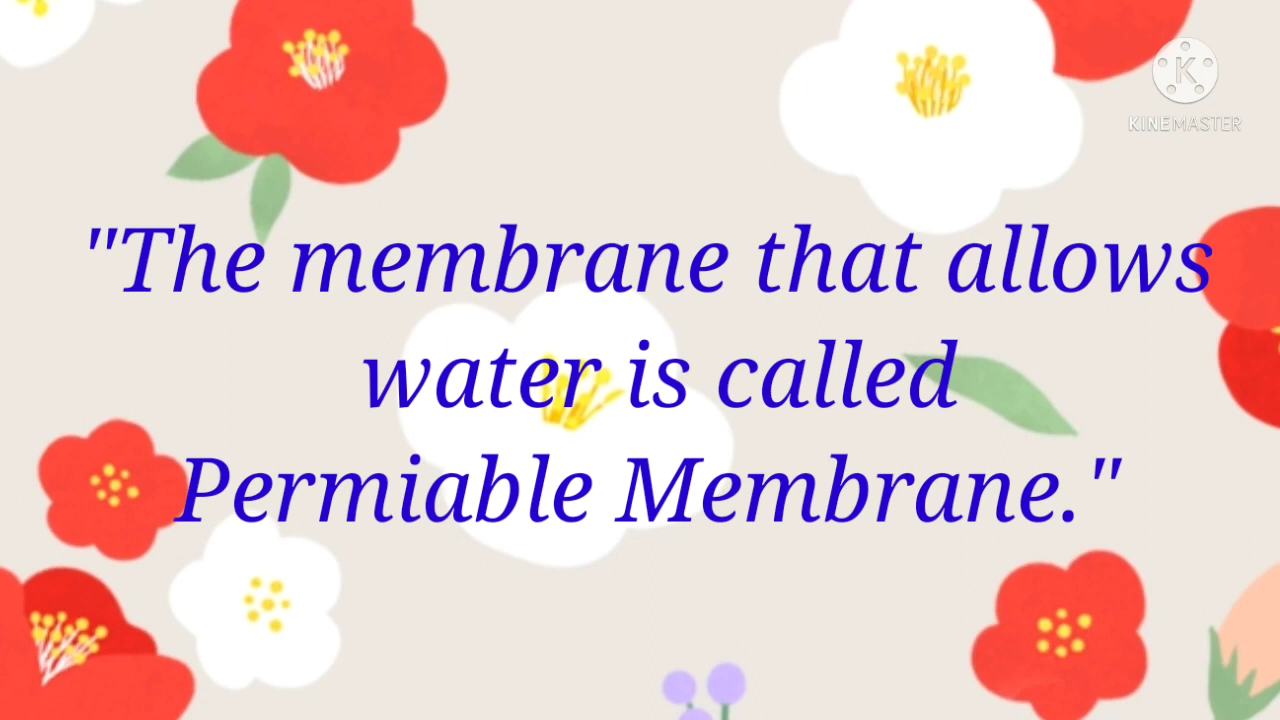 K
KINEMASTER
"The membrane that allows
water is called
Permiable Membrane."